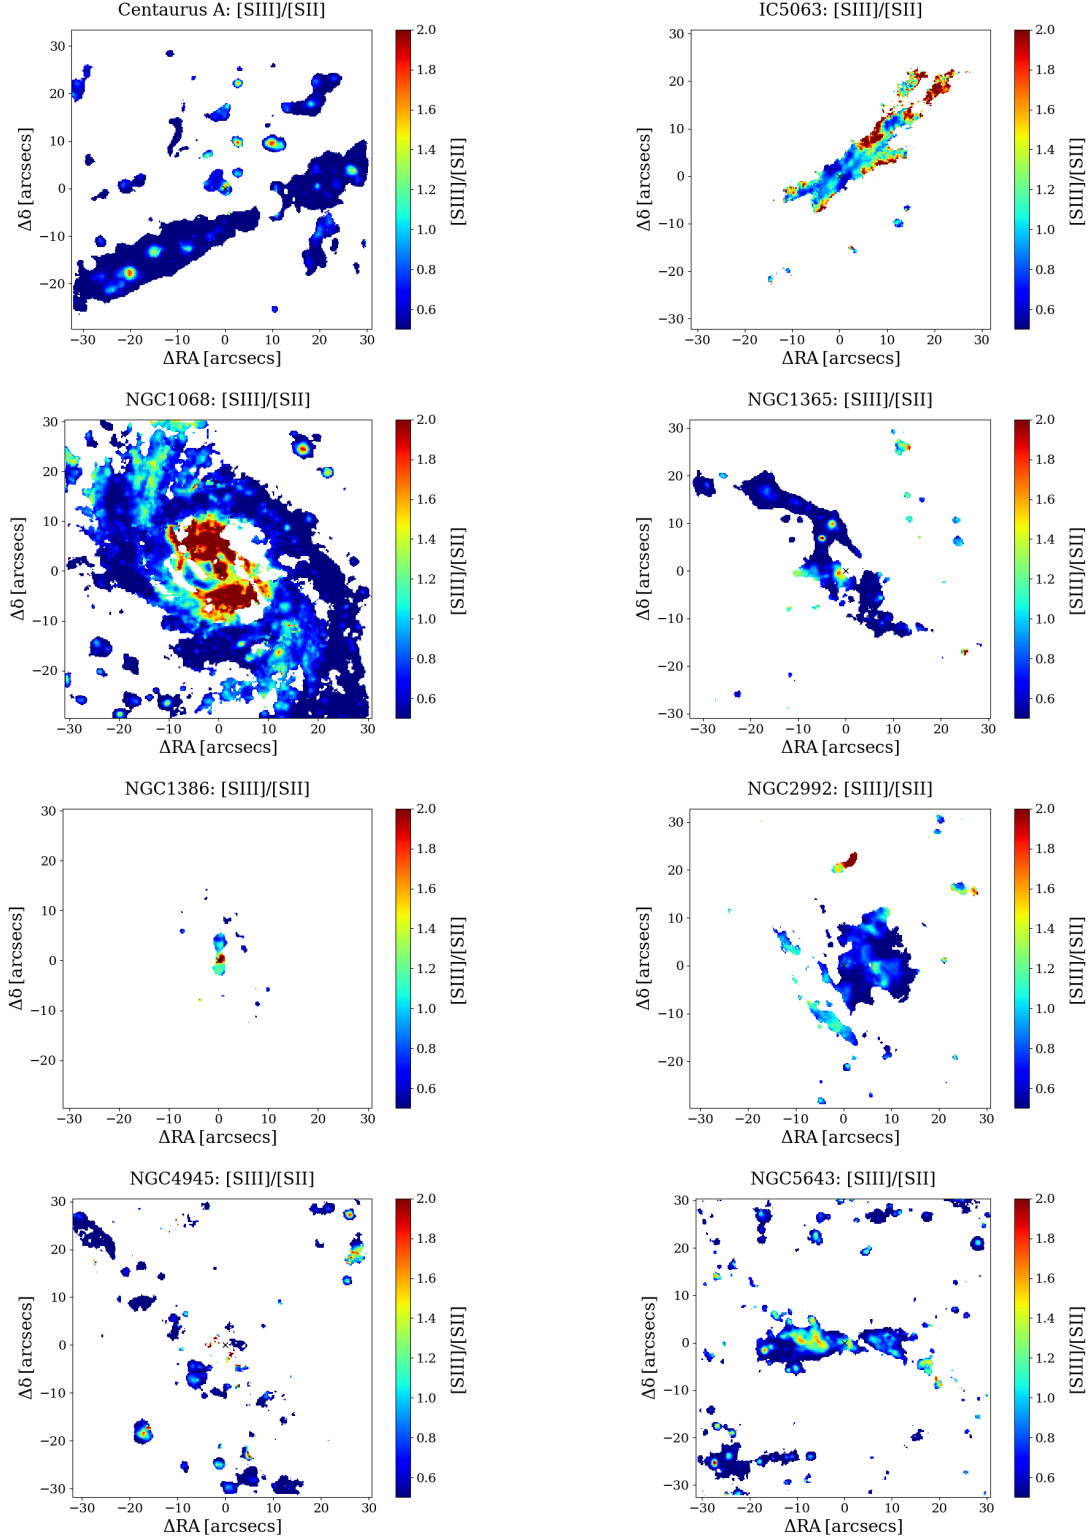 Centaurus A: [SIII]/[SII]
Δδ [arcsecs]
30
20
10
0
−10
−20
−30 −20 −10 0 10 20 30
ΔRA [arcsecs]
2.0
1.8
1.6
1.4
1.2
1.0
0.8
0.6
[SIII]/[SII]
IC5063: [SIII]/[SII]
Δδ [arcsecs]
30
20
10
0
−10
−20
−30
−30 −20 −10 0 10 20 30
ΔRA [arcsecs]
2.0
1.8
1.6
1.4
1.2
1.0
0.8
0.6
[SIII]/[SII]
NGC1068: [SIII]/[SII]
Δδ [arcsecs]
30
20
10
0
−10
−20
−30 −20 −10 0 10 20 30
ΔRA [arcsecs]
2.0
1.8
1.6
1.4
1.2
1.0
0.8
0.6
[SIII]/[SII]
NGC1365: [SIII]/[SII]
Δδ [arcsecs]
30
20
10
0
−10
−20
−30
−30 −20 −10 0 10 20 30
ΔRA [arcsecs]
2.0
1.8
1.6
1.4
1.2
1.0
0.8
0.6
[SIII]/[SII]
NGC1386: [SIII]/[SII]
Δδ [arcsecs]
30
20
10
0
−10
−20
−30 −20 −10 0 10 20 30
ΔRA [arcsecs]
2.0
1.8
1.6
1.4
1.2
1.0
0.8
0.6
[SIII]/[SII]
NGC2992: [SIII]/[SII]
Δδ [arcsecs]
30
20
10
0
−10
−20
−30 −20 −10 0 10 20 30
ΔRA [arcsecs]
2.0
1.8
1.6
1.4
1.2
1.0
0.8
0.6
[SIII]/[SII]
NGC4945: [SIII]/[SII]
Δδ [arcsecs]
30
20
10
0
−10
−20
−30
−30 −20 −10 0 10 20 30
ΔRA [arcsecs]
2.0
1.8
1.6
1.4
1.2
1.0
0.8
0.6
[SIII]/[SII]
NGC5643: [SIII]/[SII]
Δδ [arcsecs]
30
20
10
0
−10
−20
−30
−30 −20 −10 0 10 20 30
ΔRA [arcsecs]
2.0
1.8
1.6
1.4
1.2
1.0
0.8
0.6
[SIII]/[SII]